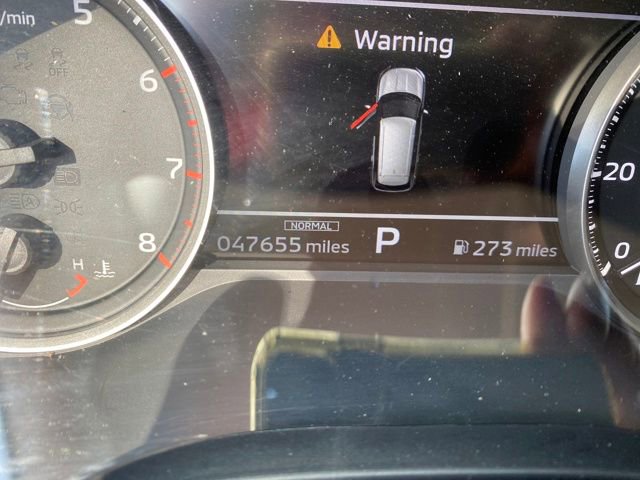 /min
5
OFF
6
7
8
H
Warning
NORMAL
047655 miles
P
273 miles
20
0